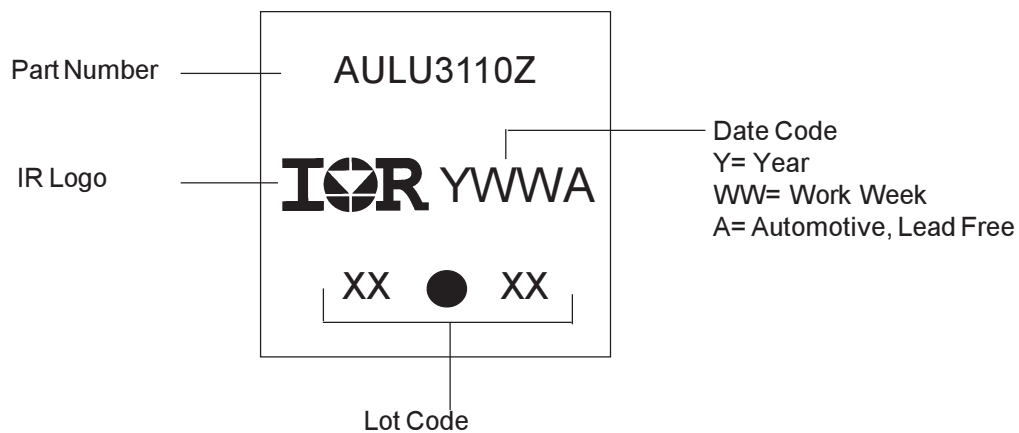 Part Number
AULU3110Z
IR Logo
IOR YWWA
Date Code
Y= Year
WW= Work Week
A= Automotive, Lead Free
XX ● XX
Lot Code